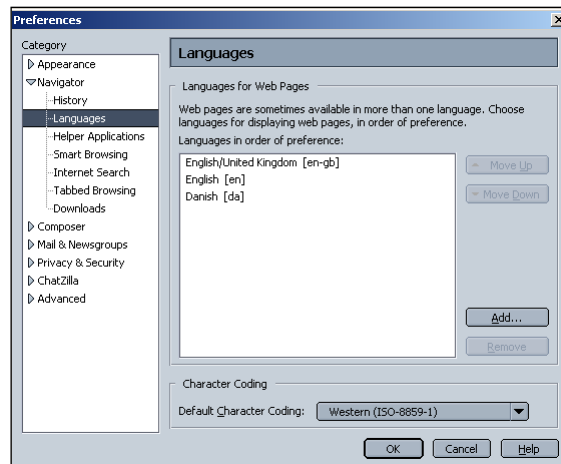 Preferences
Category
Appearance
Navigator
History
Languages
Helper Applications
Smart Browsing
Internet Search
Tabbed Browsing
Downloads
Composer
Mail & Newsgroups
Privacy & Security
ChatZilla
Advanced
Languages
Languages for Web Pages
Web pages are sometimes available in more than one language. Choose
languages for displaying web pages, in order of preference.
Languages in order of preference:
English/United Kingdom [en-gb]
English [en]
Danish [da]
Move Up
Move Down
Add...
Remove
Character Coding
Default Character Coding: Western (ISO-8859-1)
OK Cancel Help